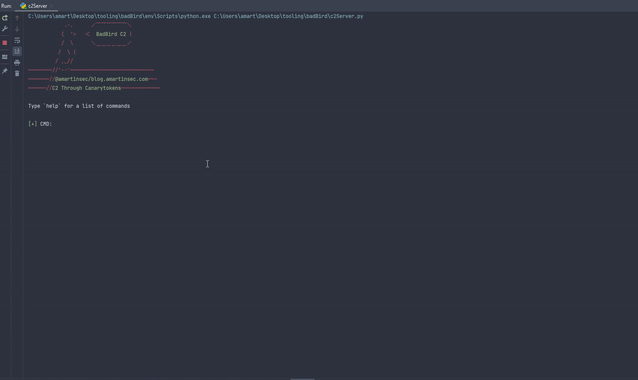 Run: c2Server
C:\Users\amart\Desktop\tooling\badBird\env\Scripts\python.exe C:\Users\amart\Desktop\tooling\badBird\c2Server.py
< BadBird C2 !
//@amartinsec/blog.amartinsec.com
//C2 Through Canarytokens
Type `help` for a list of commands
[+] CMD: